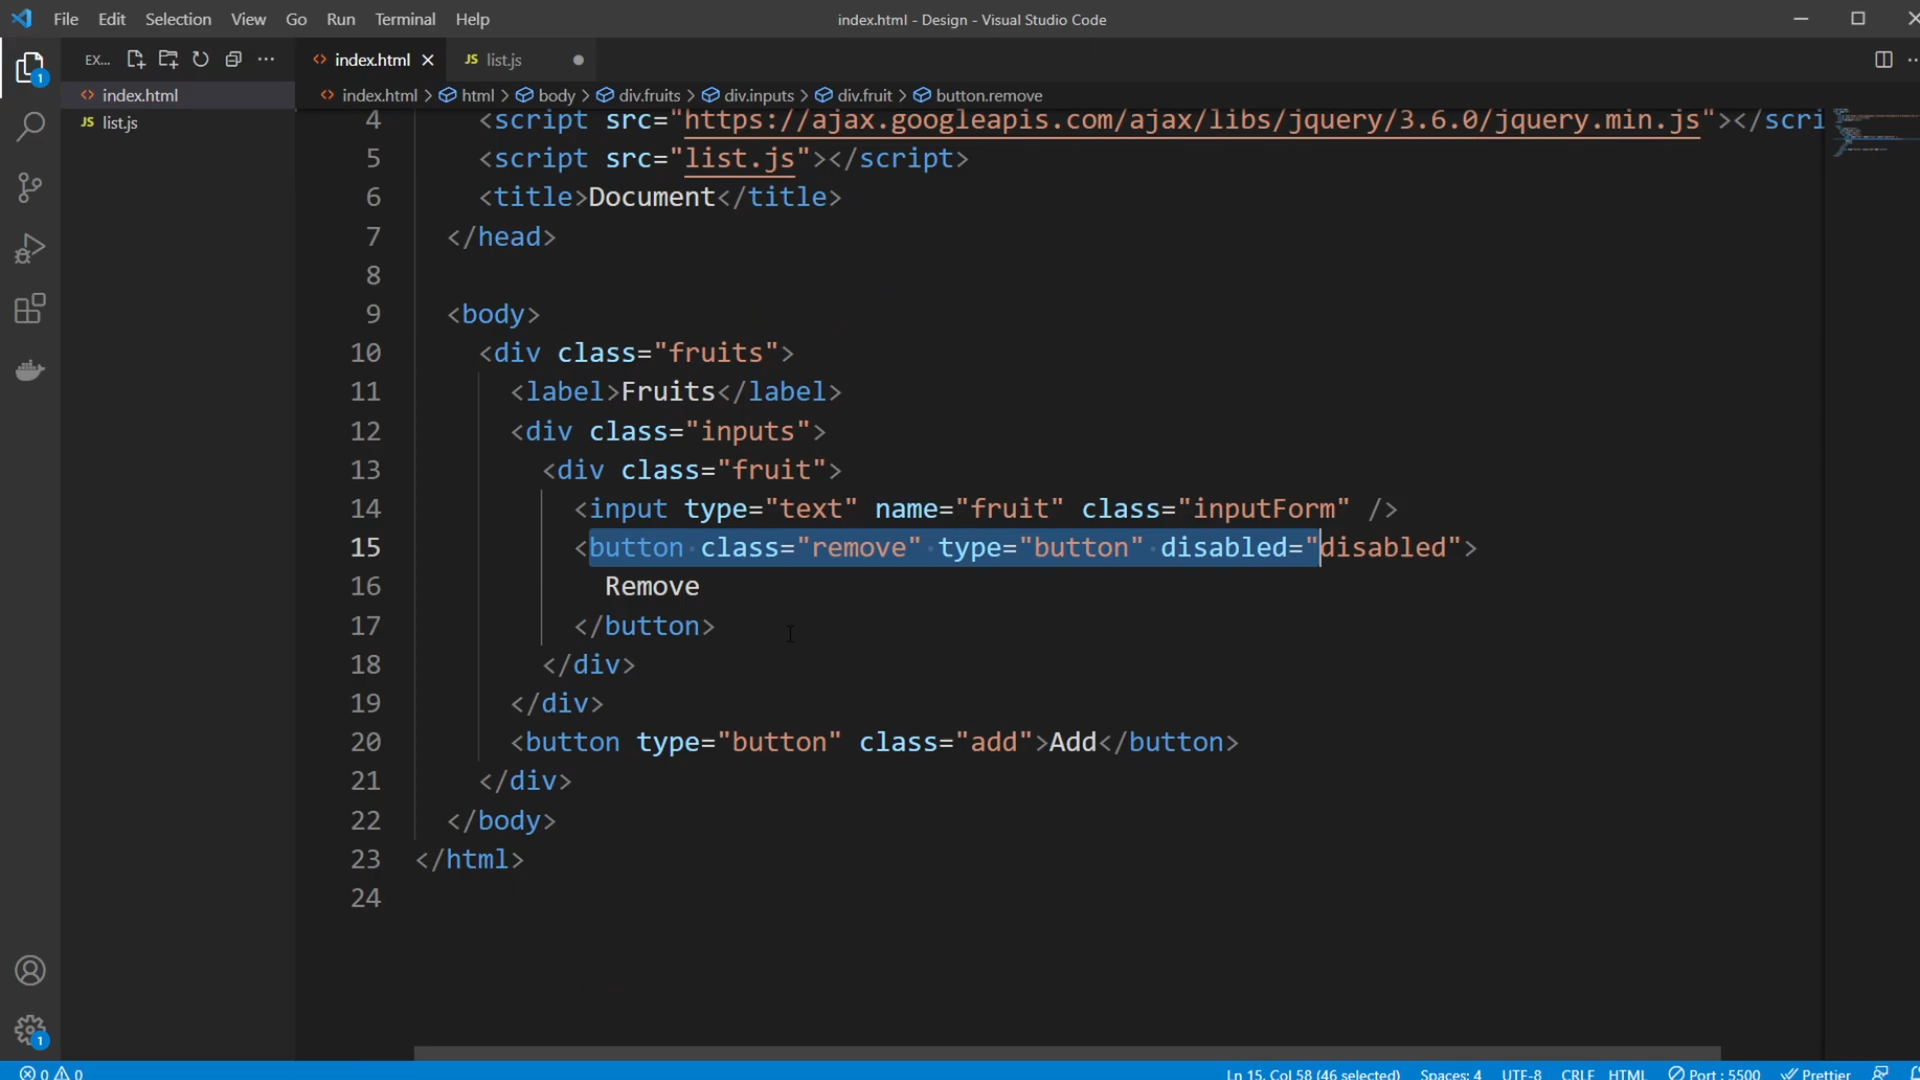 File Edit Selection View Go Run Terminal Help
index.html - Design - Visual Studio Code
EX...
index.html
JS list.js
index.html
JS list.js
index.html > html > body > div.fruits > div.inputs > div.fruit > button.remove
4 <script src="https://ajax.googleapis.com/ajax/libs/jquery/3.6.0/jquery.min.js"></scri
5 <script src="list.js"></script>
6 <title>Document</title>
7 </head>
8
9 <body>
10 <div class="fruits">
11 <label>Fruits</label>
12 <div class="inputs">
13 <div class="fruit">
14 <input type="text" name="fruit" class="inputForm" />
15 <button class="remove" type="button" disabled="disabled">
16 Remove
17 </button>
18 </div>
19 </div>
20 <button type="button" class="add">Add</button>
21 </div>
22 </body>
23 </html>
24
1
1
0 0
Ln 15, Col 58 (46 selected) Spaces: 4 UTF-8 CRLF HTML Port : 5500 Prettier